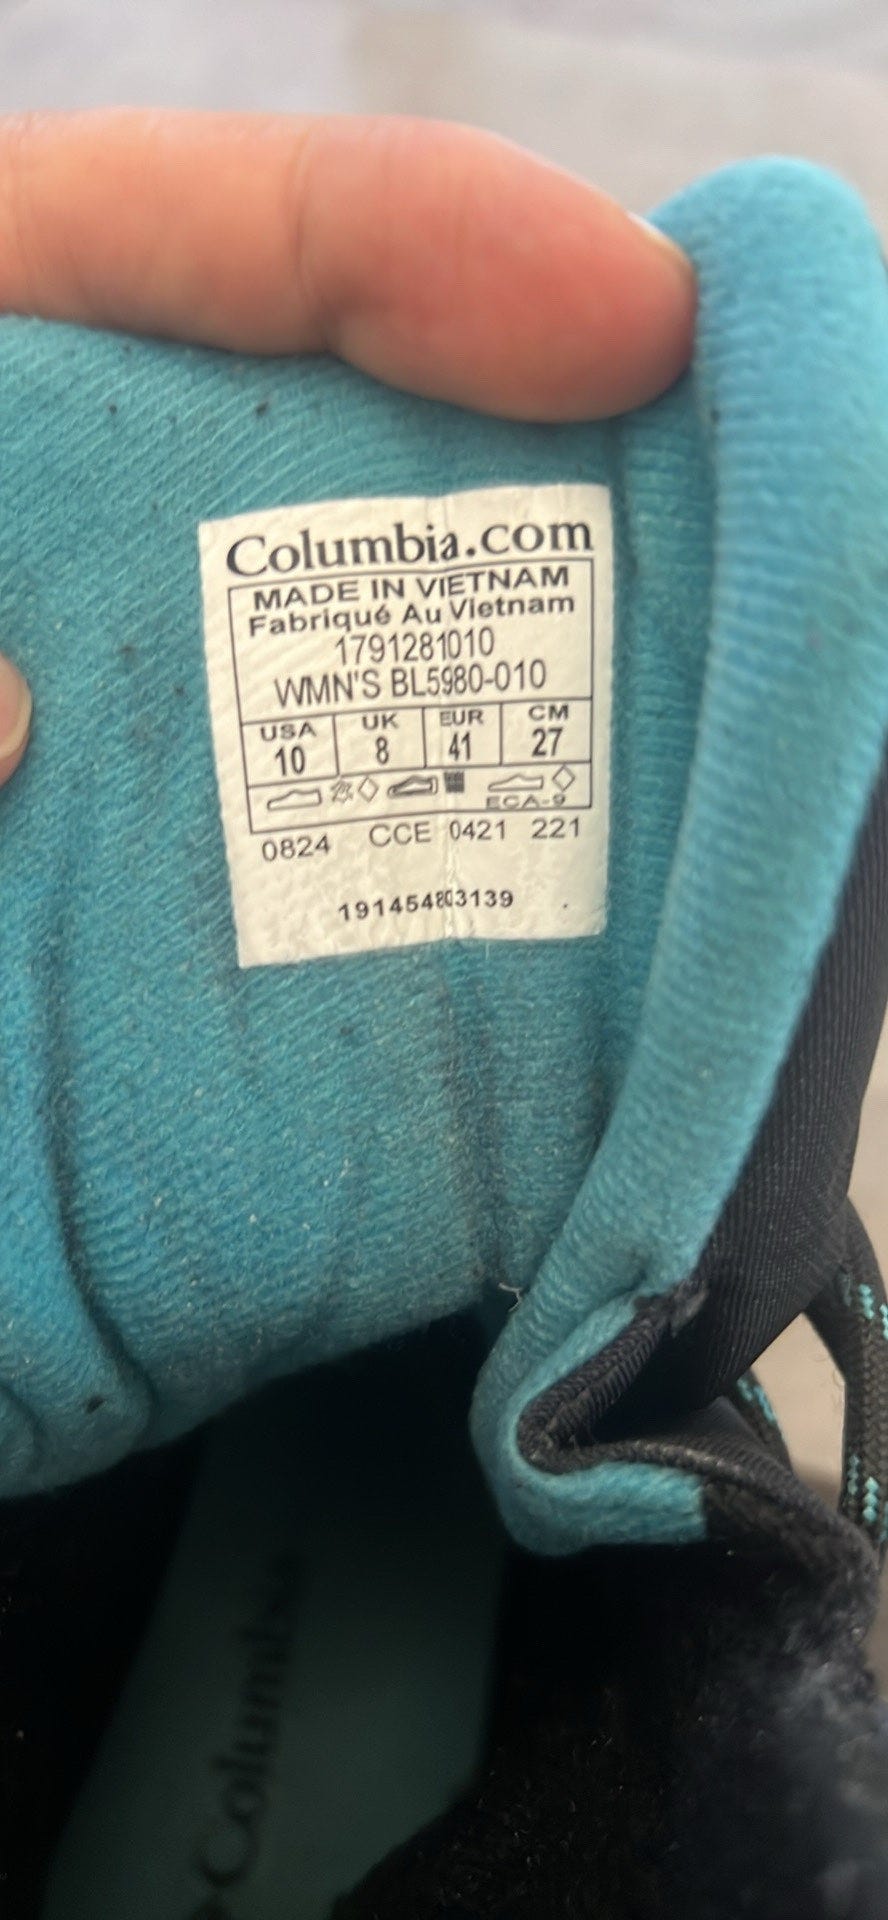 Columbia.com
MADE IN VIETNAM
Fabriqué Au Vietnam
1791281010
WMN'S BL5980-010
USA UK EUR CM
10 8 41 27
ECA-9
0824 CCE 0421 221
191454803139
Columbia